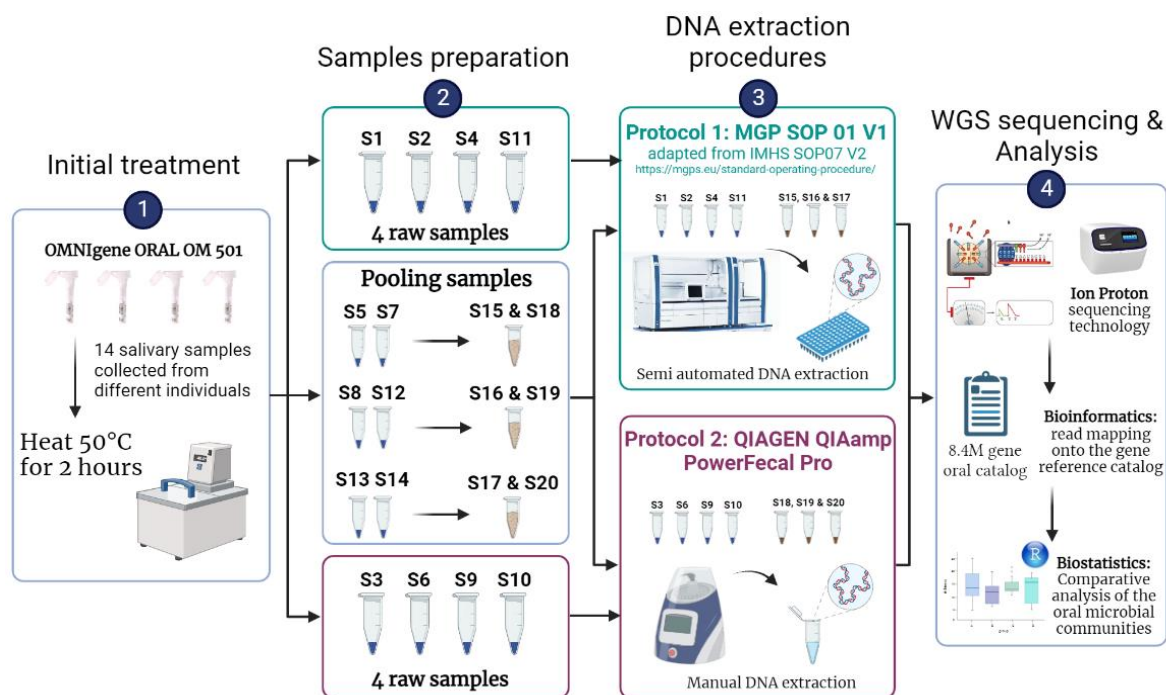 Initial treatment
1
OMNIgene ORAL OM 501
14 salivary samples
collected from
different individuals
Heat 50°C
for 2 hours
Samples preparation
2
S1 S2 S4 S11
4 raw samples
Pooling samples
S5 S7
S15 & S18
S8 S12
S16 & S19
S13 S14
S17 & S20
S3 S6 S9 S10
4 raw samples
DNA extraction
procedures
3
Protocol 1: MGP SOP 01 V1
adapted from IMHS SOP07 V2
https://mgps.eu/standard-operating-procedure/
S1 S2 S4 S11
S15, S16 & S17
Semi automated DNA extraction
Protocol 2: QIAGEN QIAamp
PowerFecal Pro
S3 S6 S9 S10
S18, S19 & S20
Manual DNA extraction
WGS sequencing &
Analysis
4
Ion Proton
sequencing
technology
8.4M gene
oral catalog
Bioinformatics:
read mapping
onto the gene
reference catalog
R
Biostatistics:
Comparative
analysis of the
oral microbial
communities